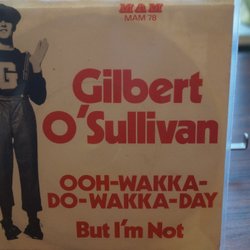 MAM
MAM 78
G
Gilbert
O'Sullivan
OOH-WAKKA-
DO-WAKKA-DAY
But I'm Not